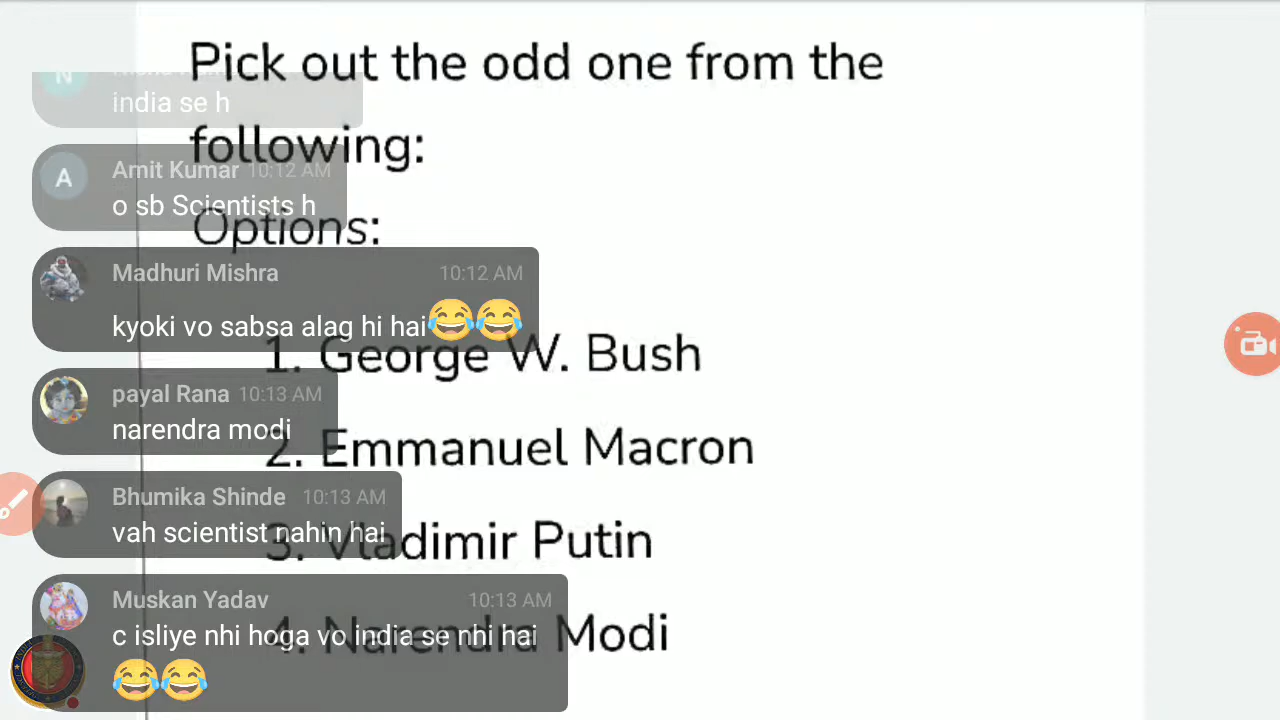 Pick out the odd one from the
following:
Options:
1. George W. Bush
2. Emmanuel Macron
3. Vladimir Putin
4. Narendra Modi
N
india se h
A
Amit Kumar 10:12 AM
o sb Scientists h
Madhuri Mishra 10:12 AM
kyoki vo sabsa alag hi hai😂😂
payal Rana 10:13 AM
narendra modi
Bhumika Shinde 10:13 AM
vah scientist nahin hai
Muskan Yadav 10:13 AM
c isliye nhi hoga vo india se nhi hai
😂😂